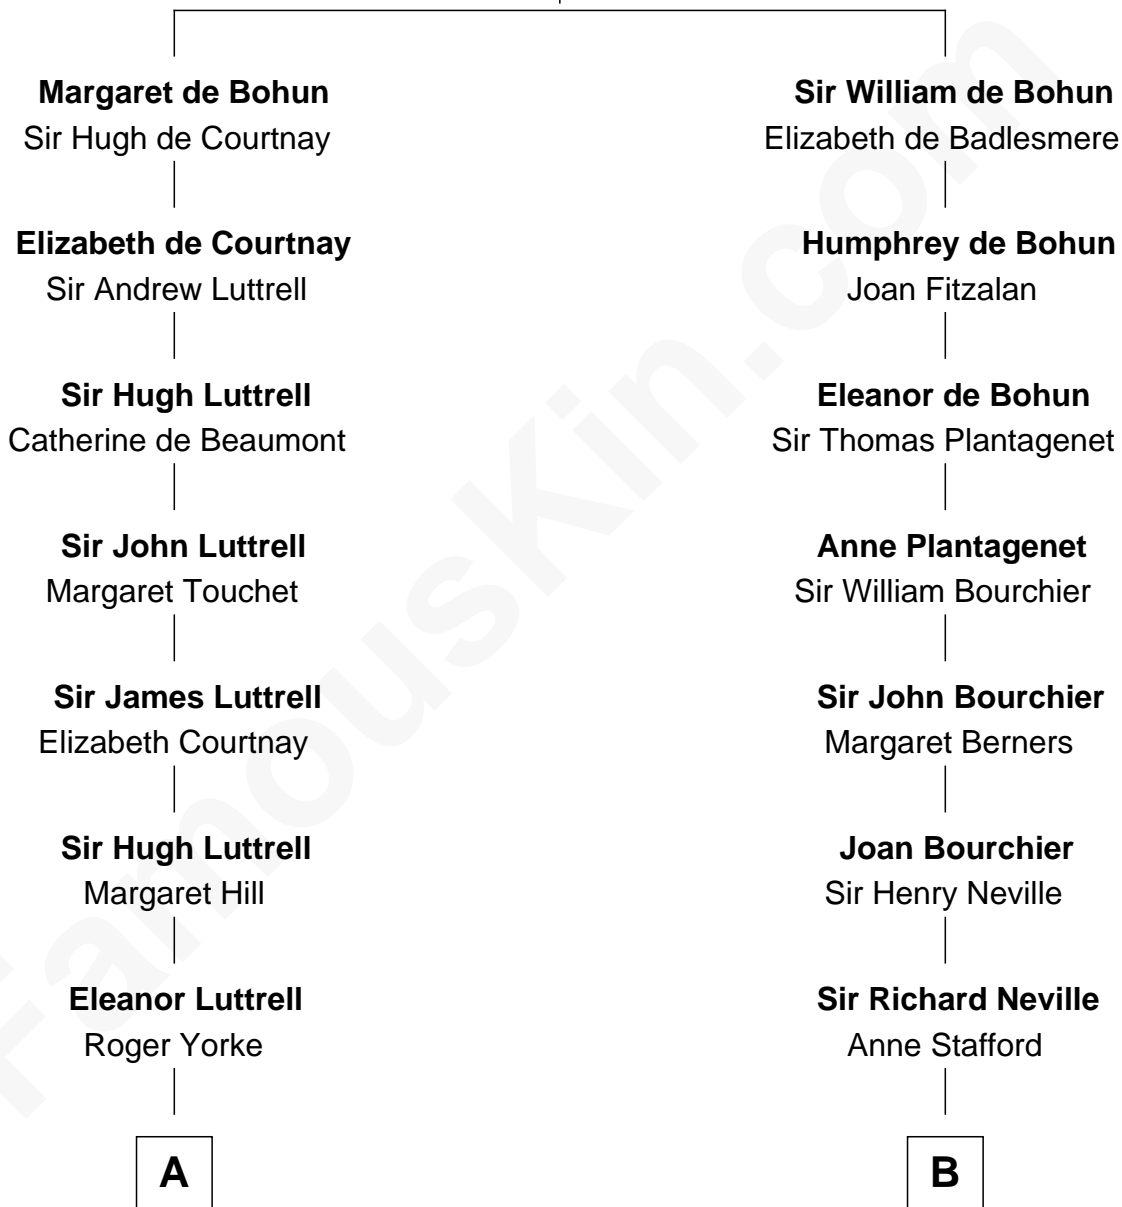 Margaret de Bohun
Sir Hugh de Courtnay
Elizabeth de Courtnay
Sir Andrew Luttrell
Sir Hugh Luttrell
Catherine de Beaumont
Sir John Luttrell
Margaret Touchet
Sir James Luttrell
Elizabeth Courtnay
Sir Hugh Luttrell
Margaret Hill
Eleanor Luttrell
Roger Yorke
A
Sir William de Bohun
Elizabeth de Badlesmere
Humphrey de Bohun
Joan Fitzalan
Eleanor de Bohun
Sir Thomas Plantagenet
Anne Plantagenet
Sir William Bourchier
Sir John Bourchier
Margaret Berners
Joan Bourchier
Sir Henry Neville
Sir Richard Neville
Anne Stafford
B
FamousKin.com